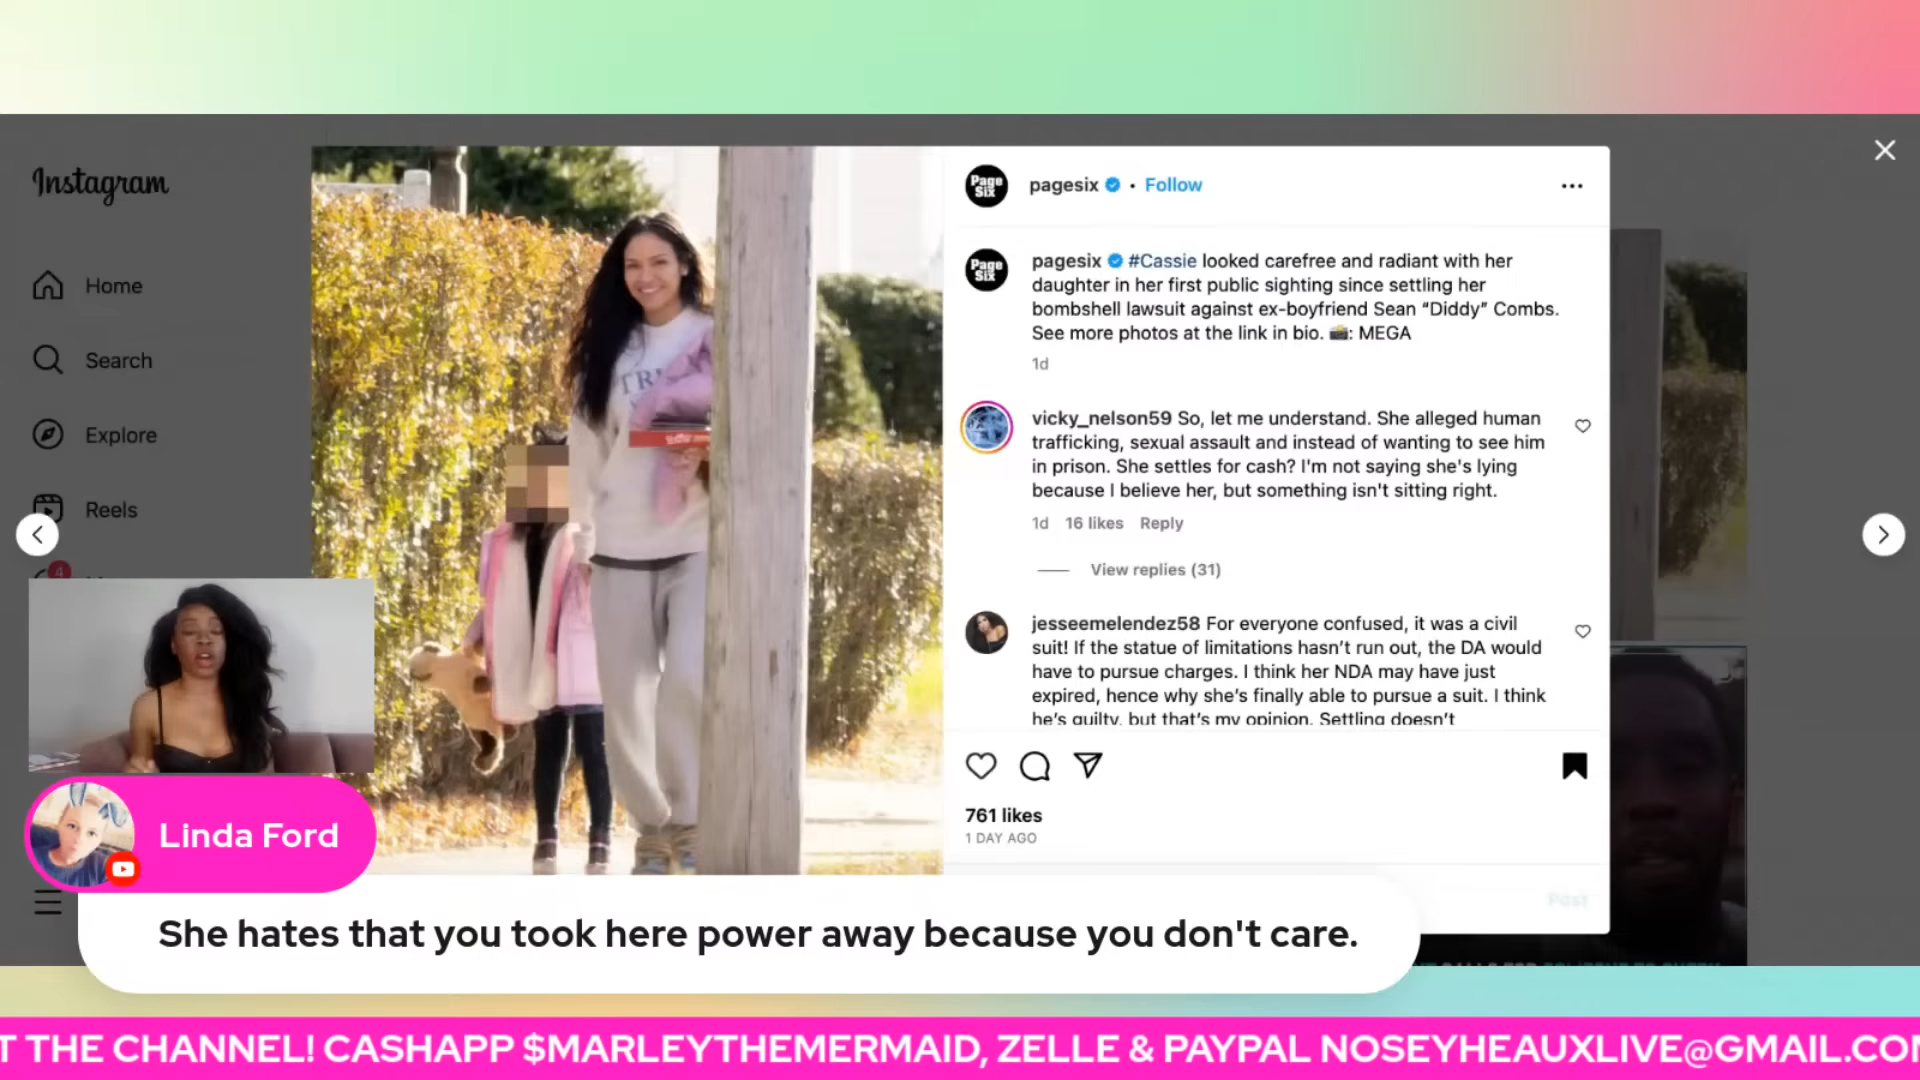 Instagram
Home
Search
Explore
Reels
4
Page
Six
pagesix • Follow
Page
Six
pagesix #Cassie looked carefree and radiant with her
daughter in her first public sighting since settling her
bombshell lawsuit against ex-boyfriend Sean “Diddy” Combs.
See more photos at the link in bio. 📸: MEGA
1d
vicky_nelson59 So, let me understand. She alleged human
trafficking, sexual assault and instead of wanting to see him
in prison. She settles for cash? I'm not saying she's lying
because I believe her, but something isn't sitting right.
1d 16 likes Reply
View replies (31)
jesseemelendez58 For everyone confused, it was a civil
suit! If the statue of limitations hasn’t run out, the DA would
have to pursue charges. I think her NDA may have just
expired, hence why she’s finally able to pursue a suit. I think
he’s guilty, but that’s my opinion. Settling doesn’t
761 likes
1 DAY AGO
Post
Linda Ford
She hates that you took here power away because you don't care.
T THE CHANNEL! CASHAPP $MARLEYTHEMERMAID, ZELLE & PAYPAL NOSEYHEAUXLIVE@GMAIL.COM